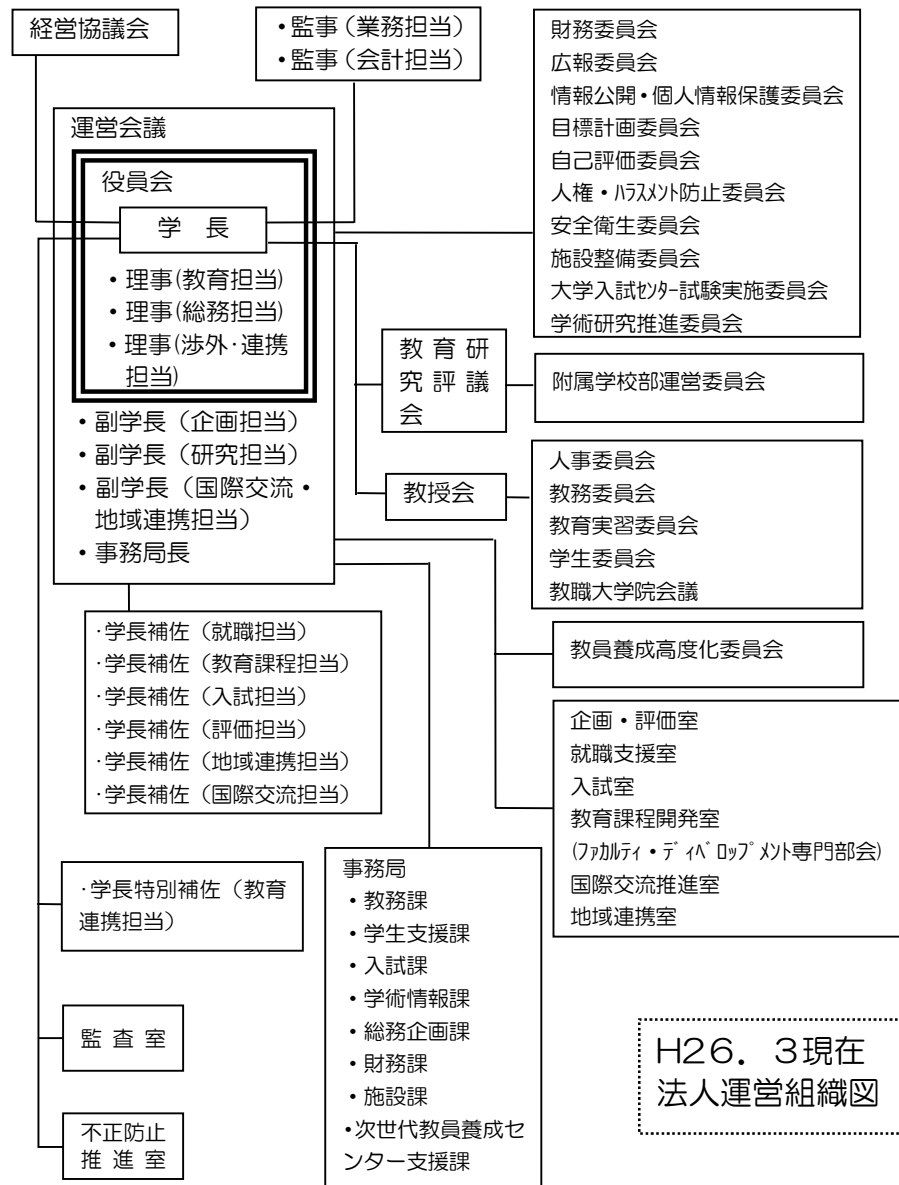 経営協議会
・監事（業務担当）
・監事（会計担当）
財務委員会
広報委員会
情報公開・個人情報保護委員会
目標計画委員会
自己評価委員会
人権・ﾊﾗｽﾒﾝﾄ防止委員会
安全衛生委員会
施設整備委員会
大学入試ｾﾝﾀｰ試験実施委員会
学術研究推進委員会
運営会議
役員会
学　長
・理事(教育担当)
・理事(総務担当)
・理事(渉外･連携
担当)
・副学長（企画担当）
・副学長（研究担当）
・副学長（国際交流・
地域連携担当）
・事務局長
教 育 研
究 評 議
会
附属学校部運営委員会
教授会
人事委員会
教務委員会
教育実習委員会
学生委員会
教職大学院会議
･学長補佐（就職担当）
･学長補佐（教育課程担当）
･学長補佐（入試担当）
･学長補佐（評価担当）
･学長補佐（地域連携担当）
･学長補佐（国際交流担当）
教員養成高度化委員会
企画・評価室
就職支援室
入試室
教育課程開発室
(ﾌｧｶﾙﾃｨ・ﾃﾞｨﾍﾞﾛｯﾌﾟﾒﾝﾄ専門部会)
国際交流推進室
地域連携室
･学長特別補佐（教育
連携担当）
事務局
・教務課
・学生支援課
・入試課
・学術情報課
・総務企画課
・財務課
・施設課
･次世代教員養成セ
ンター支援課
監 査 室
不正防止
推 進 室
H26．3現在
法人運営組織図